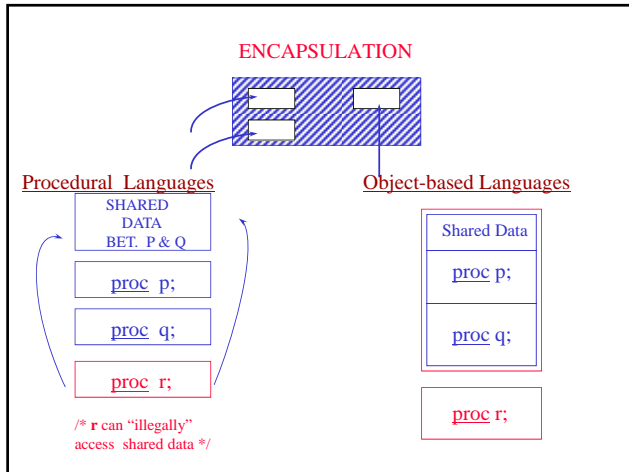 ENCAPSULATION
Procedural Languages
SHARED
DATA
BET. P & Q
proc p;
proc q;
proc r;
/* r can “illegally”
access shared data */
Object-based Languages
Shared Data
proc p;
proc q;
proc r;